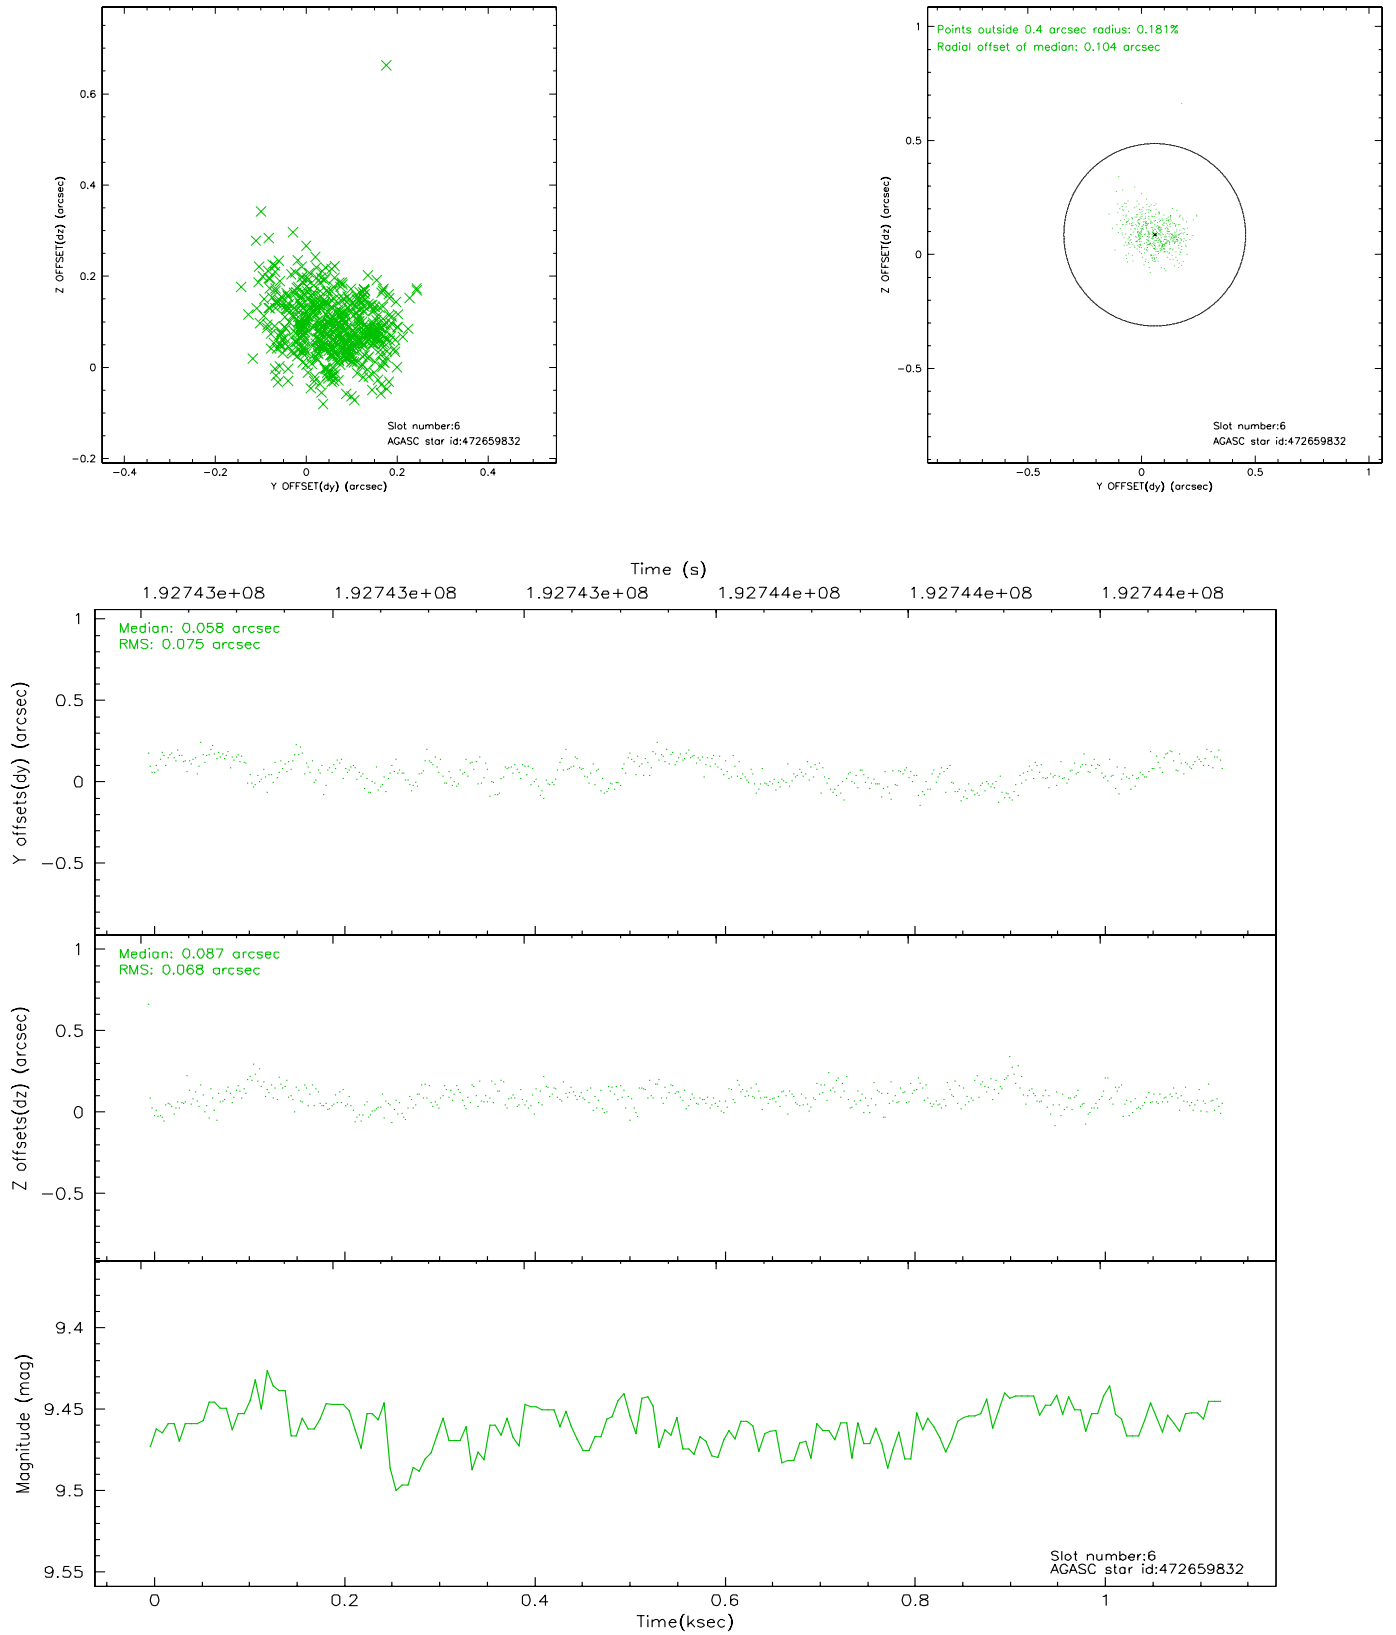 0.6
0.4
0.2
0
−0.2
−0.4
−0.2
0
0.2
0.4
Z OFFSET(dz) (arcsec)
Y OFFSET(dy) (arcsec)
Slot number:6
AGASC star id:472659832
Points outside 0.4 arcsec radius: 0.181%
Radial offset of median: 0.104 arcsec
1
0.5
0
−0.5
−0.5
0
0.5
1
Z OFFSET(dz) (arcsec)
Y OFFSET(dy) (arcsec)
Slot number:6
AGASC star id:472659832
Time (s)
1.92743e+08 1.92743e+08 1.92743e+08 1.92744e+08 1.92744e+08 1.92744e+08
Median: 0.058 arcsec
RMS: 0.075 arcsec
1
0.5
0
−0.5
Y offsets(dy) (arcsec)
Median: 0.087 arcsec
RMS: 0.068 arcsec
1
0.5
0
−0.5
Z offsets(dz) (arcsec)
9.4
9.45
9.5
9.55
Magnitude (mag)
Slot number:6
AGASC star id:472659832
0 0.2 0.4 0.6 0.8 1
Time(ksec)